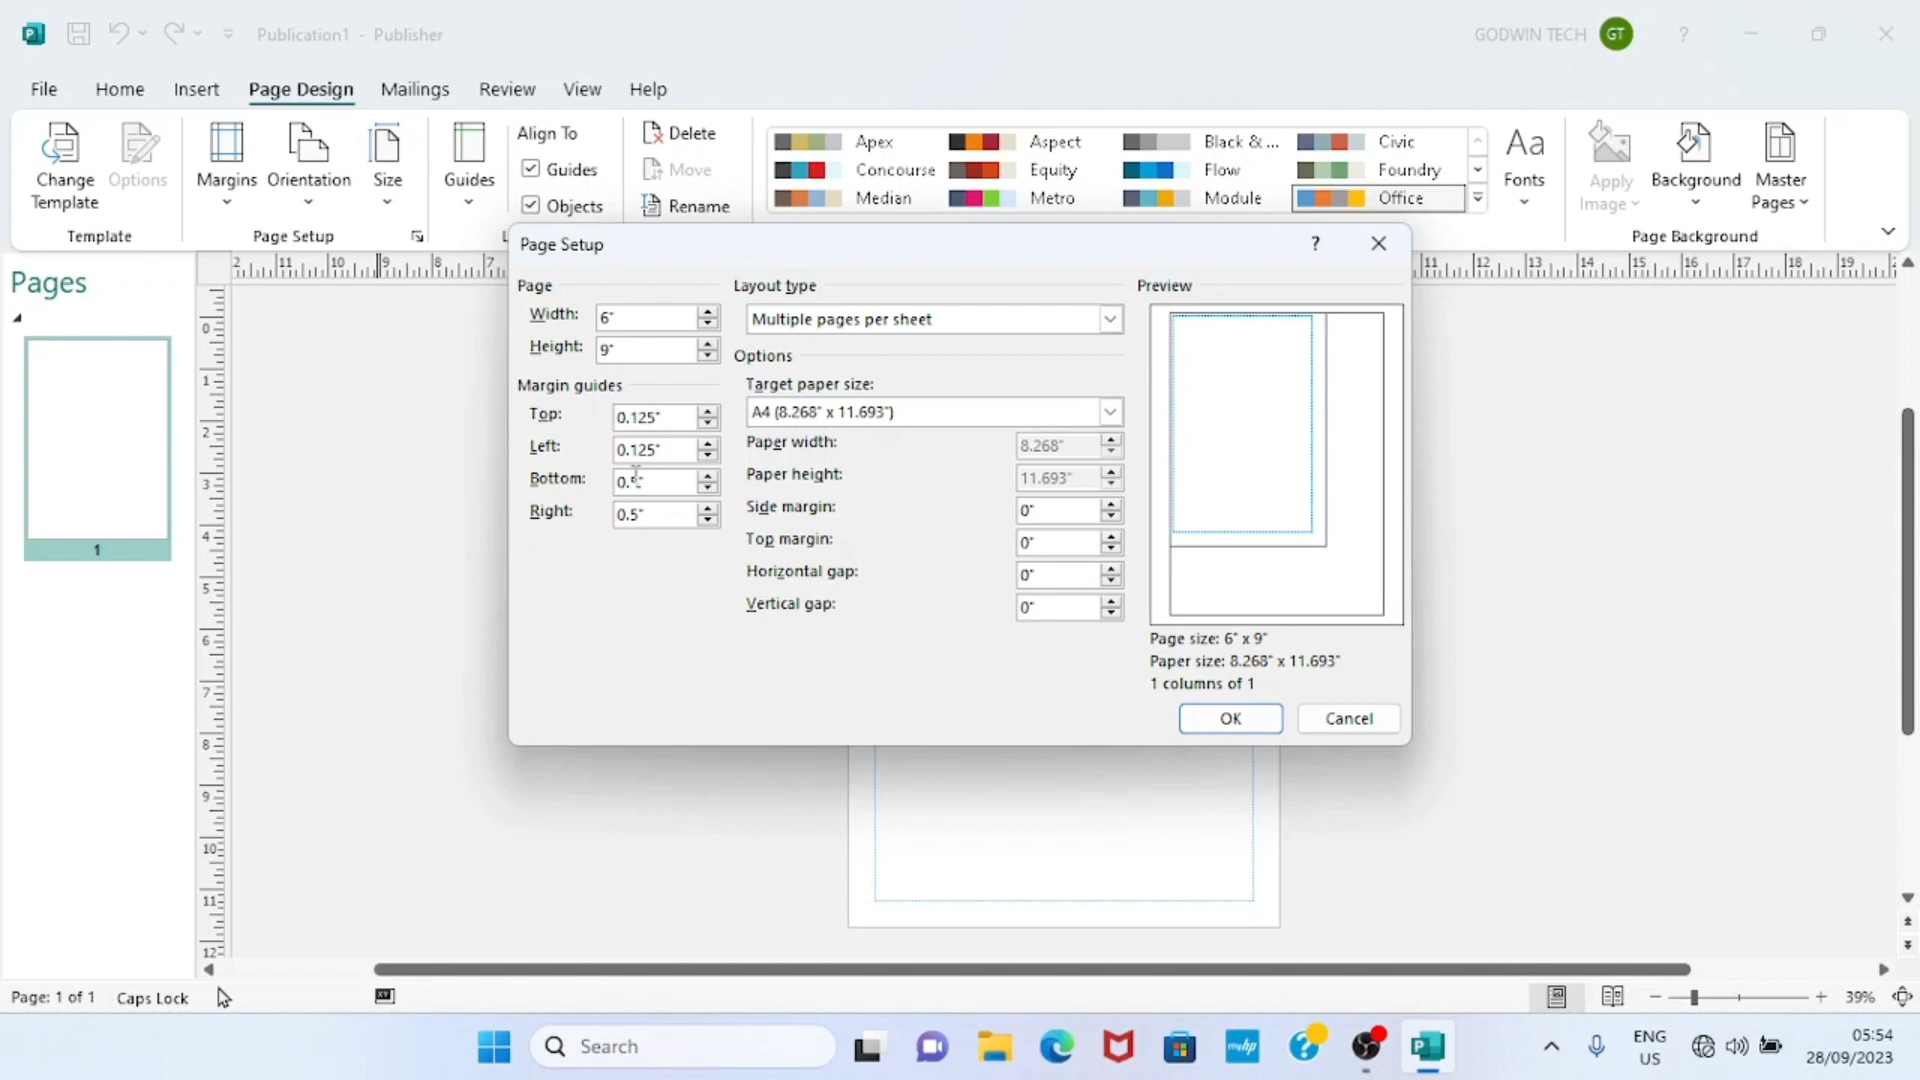 Publication1 - Publisher
GODWIN TECH
GT
?
File
Home
Insert
Page Design
Mailings
Review
View
Help
Change
Template
Options
Template
Margins
Orientation
Size
Page Setup
Guides
Align To
Guides
Objects
Delete
Move
Rename
Apex
Aspect
Black & ...
Civic
Concourse
Equity
Flow
Foundry
Median
Metro
Module
Office
Aa
Fonts
Apply
Image
Background
Master
Pages
Page Background
Pages
1
Page Setup
?
Page
Width: 6"
Height: 9"
Margin guides
Top: 0.125"
Left: 0.125"
Bottom:
Right: 0.5"
Layout type
Multiple pages per sheet
Options
Target paper size:
A4 (8.268" x 11.693")
Paper width: 8.268"
Paper height: 11.693"
Side margin: 0"
Top margin: 0"
Horizontal gap: 0"
Vertical gap: 0"
Preview
Page size: 6" x 9"
Paper size: 8.268" x 11.693"
1 columns of 1
OK
Cancel
Page: 1 of 1
Caps Lock
39%
Search
ENG
US
05:54
28/09/2023